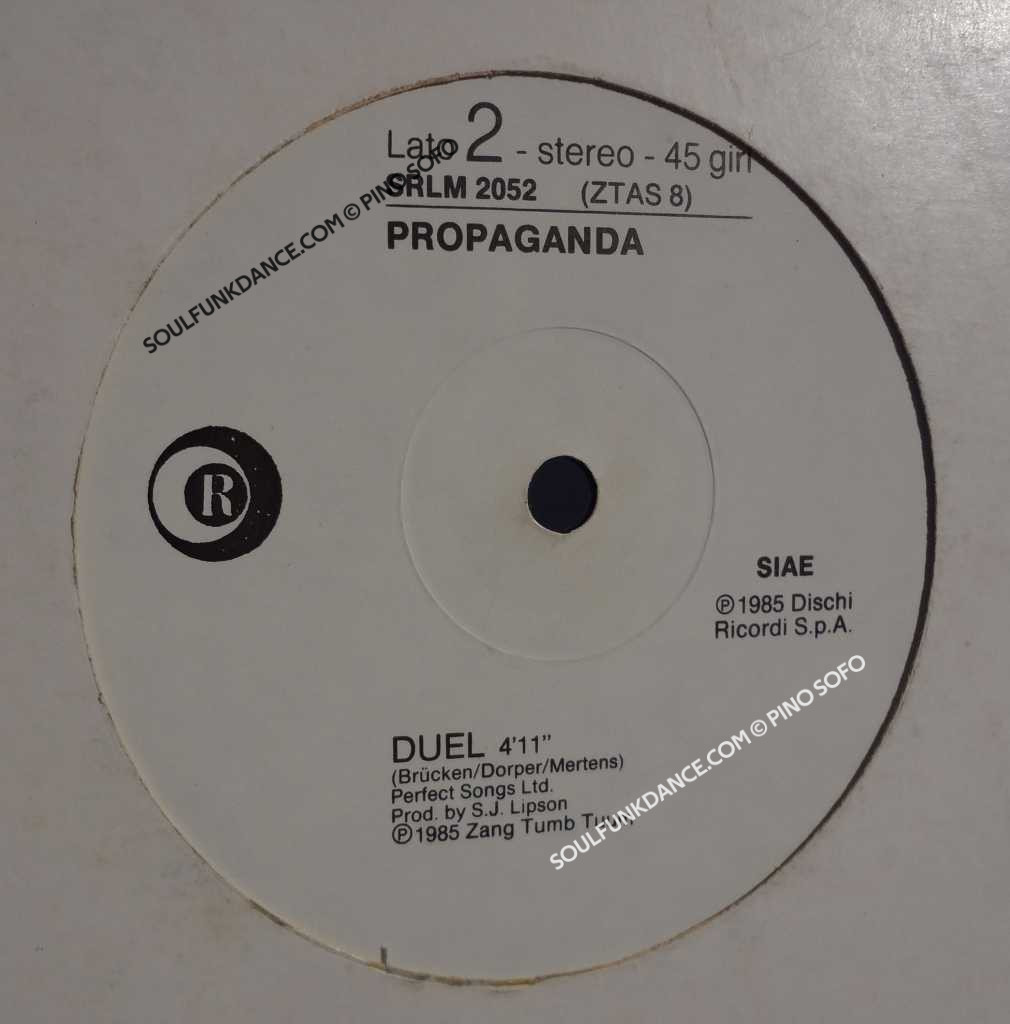 Lato 2 - stereo - 45 giri
SRLM 2052 (ZTAS 8)
PROPAGANDA
SOULFUNKDANCE.COM © PINO SOFO
R
SIAE
℗ 1985 Dischi
Ricordi S.p.A.
DUEL 4'11"
(Brücken/Dorper/Mertens)
Perfect Songs Ltd.
Prod. by S.J. Lipson
℗ 1985 Zang Tumb Tuum
SOULFUNKDANCE.COM © PINO SOFO